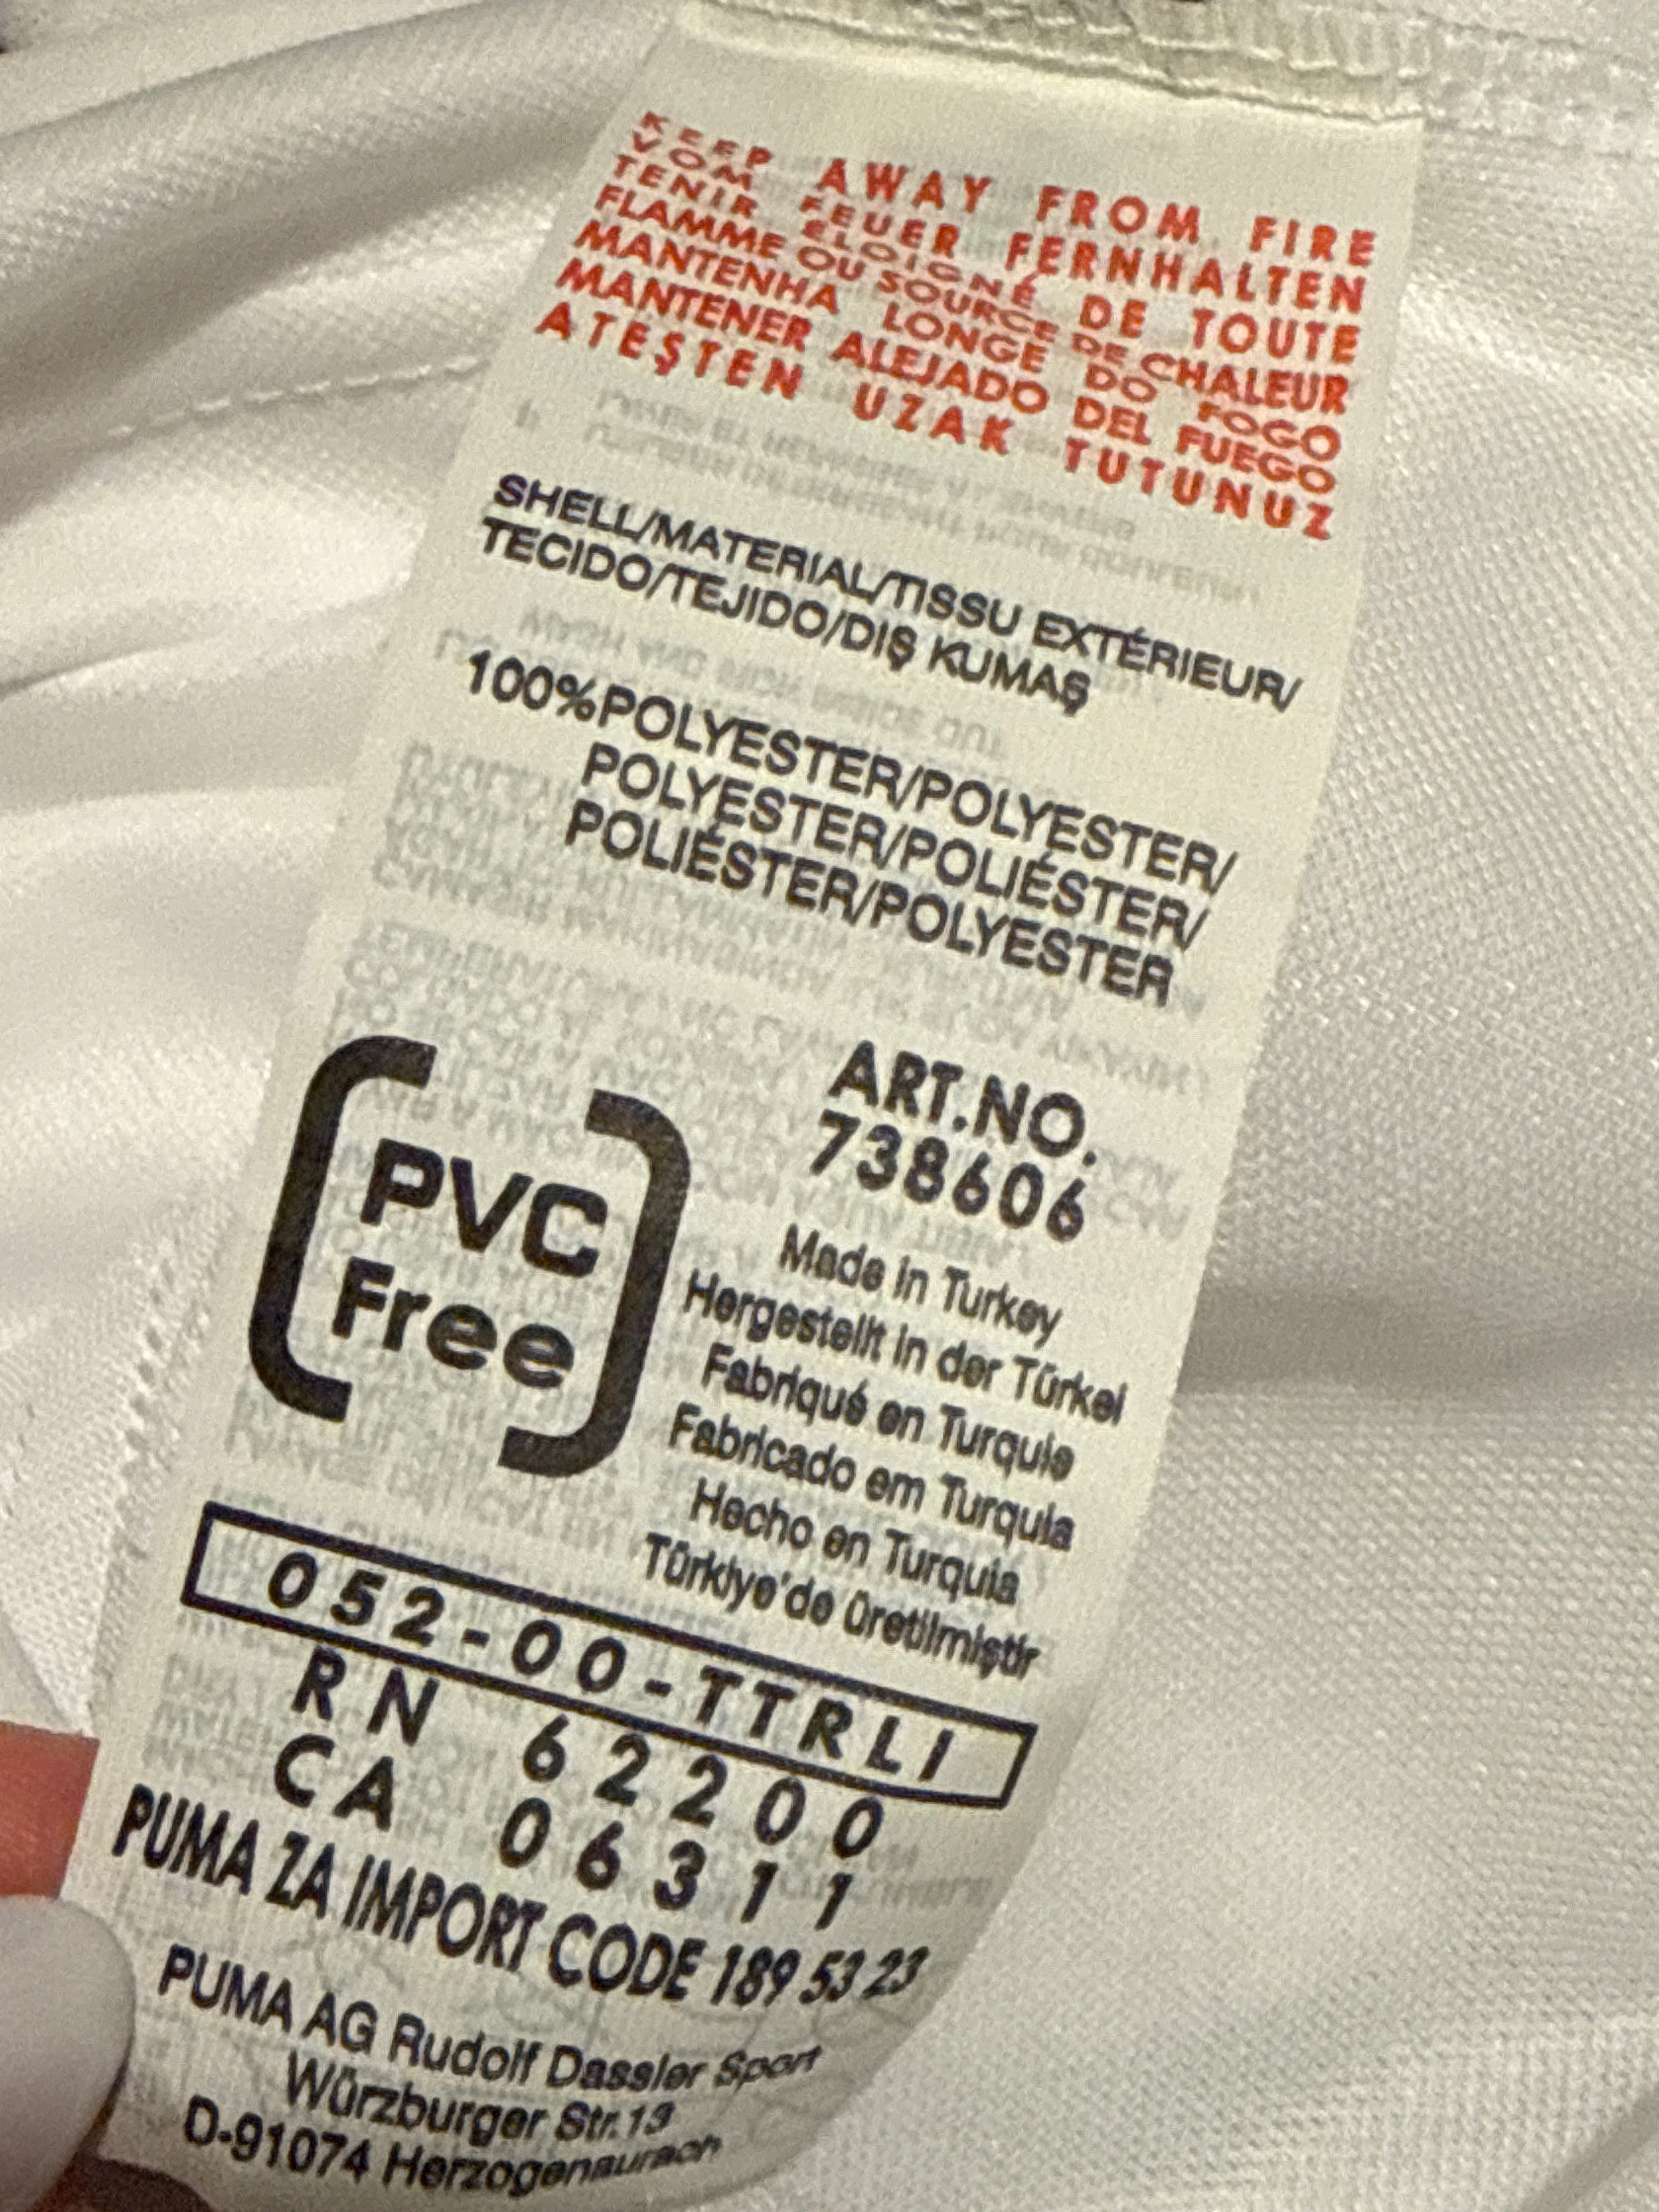 KEEP AWAY FROM FIRE
VOM FEUER FERNHALTEN
TENIR ÉLOIGNÉ DE TOUTE
FLAMME OU SOURCE DE CHALEUR
MANTENHA LONGE DO FOGO
MANTENER ALEJADO DEL FUEGO
ATEŞTEN UZAK TUTUNUZ
SHELL/MATERIAL/TISSU EXTÉRIEUR/
TECIDO/TEJIDO/DIŞ KUMAŞ
100%POLYESTER/POLYESTER/
POLYESTER/POLIÉSTER/
POLIÉSTER/POLYESTER
PVC
Free
ART.NO.
738606
Made in Turkey
Hergestellt in der Türkei
Fabriqué en Turquie
Fabricado em Turquia
Hecho en Turquia
Türkiye'de üretilmiştir
052-00-TTRLI
RN 62200
CA 06311
PUMA ZA IMPORT CODE 189 53 23
PUMA AG Rudolf Dassler Sport
Würzburger Str.13
D-91074 Herzogenaurach